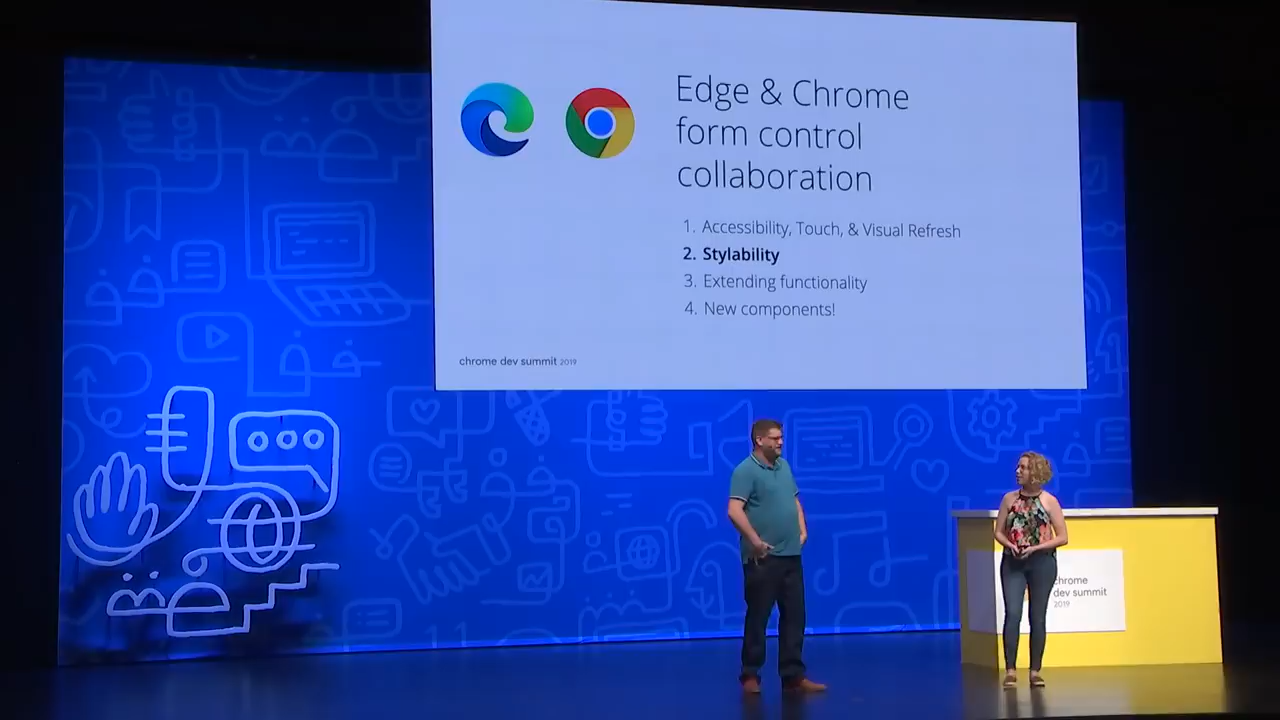 Edge & Chrome
form control
collaboration
1. Accessibility, Touch, & Visual Refresh
2. Stylability
3. Extending functionality
4. New components!
chrome dev summit 2019
chrome
dev summit
2019